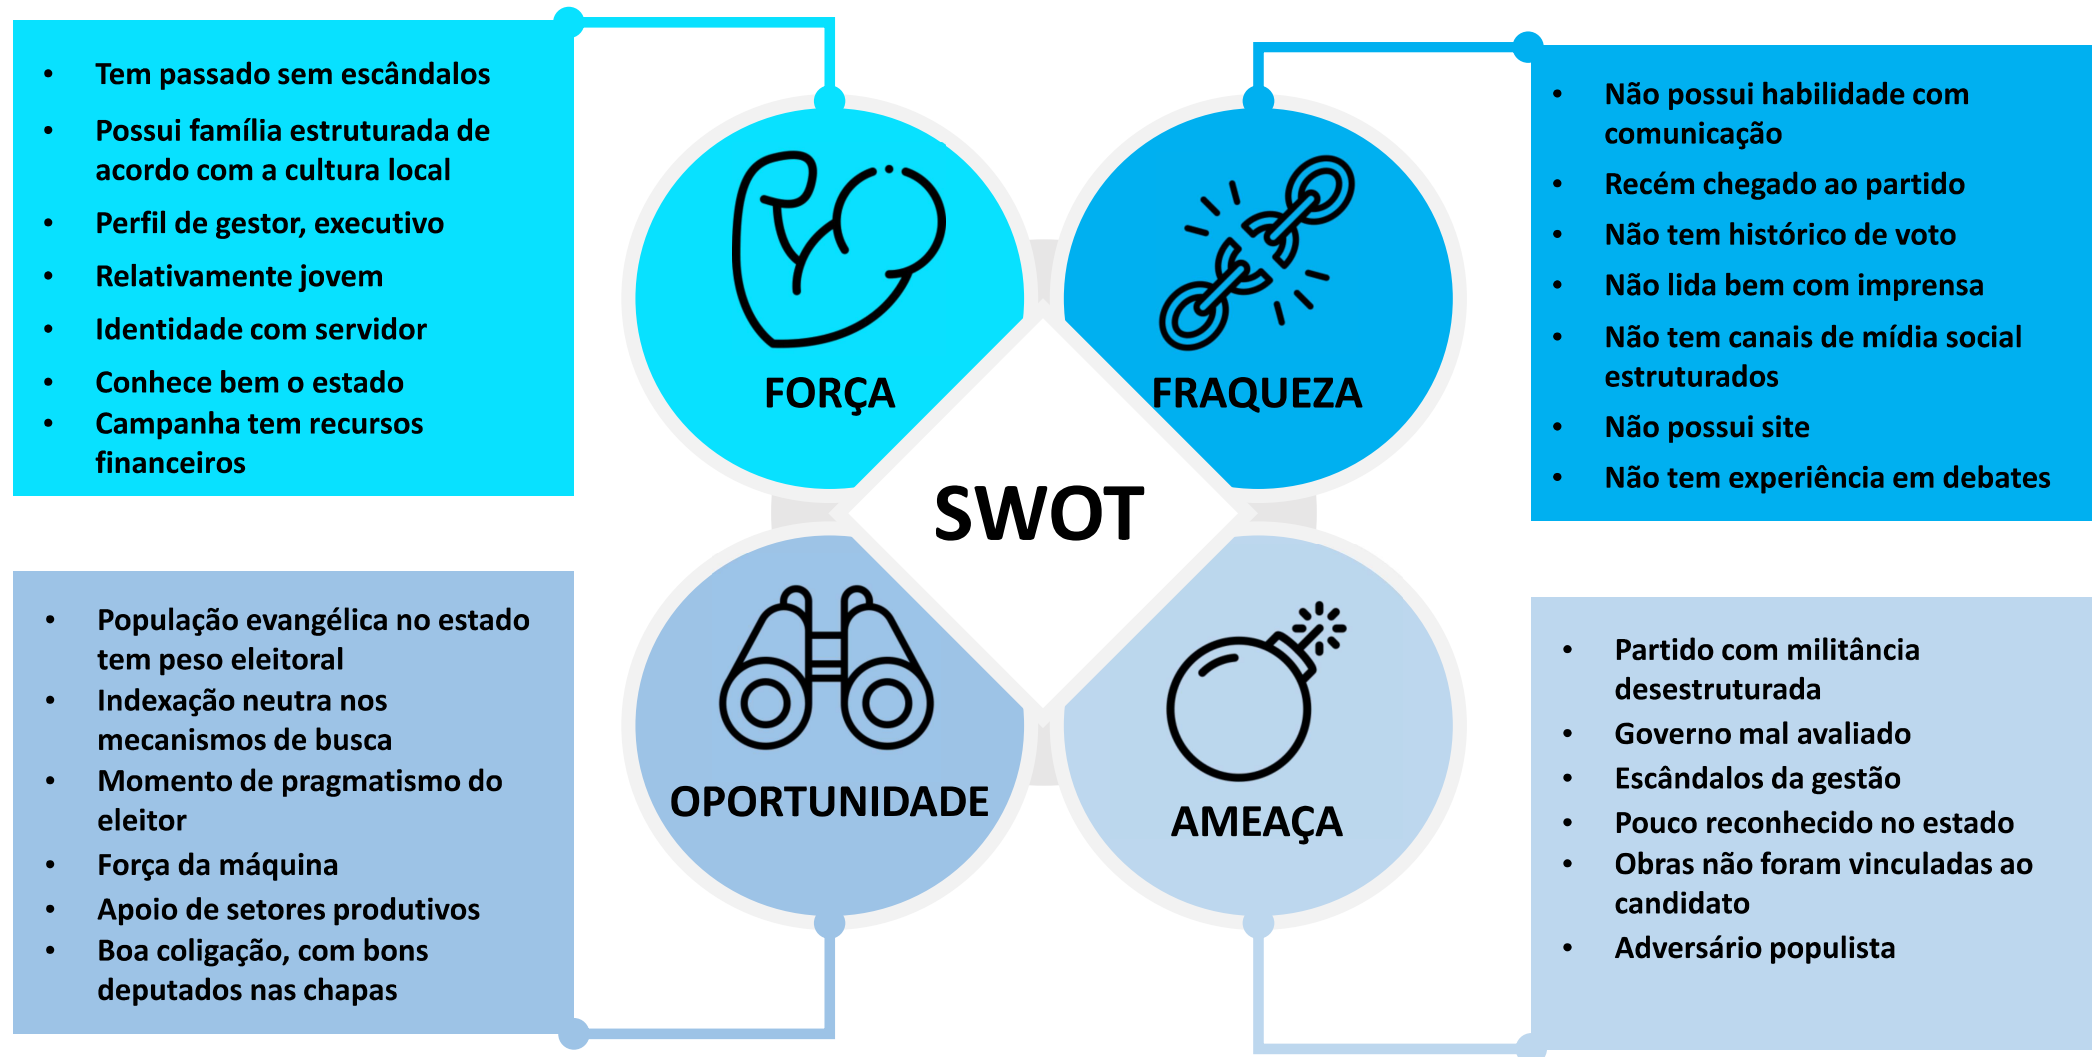 • Tem passado sem escândalos
• Possui família estruturada de
acordo com a cultura local
• Perfil de gestor, executivo
• Relativamente jovem
• Identidade com servidor
• Conhece bem o estado
• Campanha tem recursos
financeiros
FORÇA
FRAQUEZA
• Não possui habilidade com
comunicação
• Recém chegado ao partido
• Não tem histórico de voto
• Não lida bem com imprensa
• Não tem canais de mídia social
estruturados
• Não possui site
• Não tem experiência em debates
SWOT
• População evangélica no estado
tem peso eleitoral
• Indexação neutra nos
mecanismos de busca
• Momento de pragmatismo do
eleitor
• Força da máquina
• Apoio de setores produtivos
• Boa coligação, com bons
deputados nas chapas
OPORTUNIDADE
AMEAÇA
• Partido com militância
desestruturada
• Governo mal avaliado
• Escândalos da gestão
• Pouco reconhecido no estado
• Obras não foram vinculadas ao
candidato
• Adversário populista